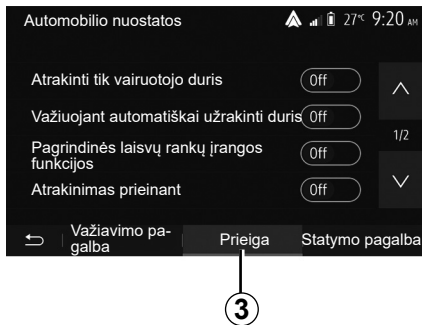 Automobilio nuostatos 27°C 9:20 AM
Atrakinti tik vairuotojo duris Off
Važiuojant automatiškai užrakinti duris Off
1/2
Pagrindinės laisvų rankų įrangos
funkcijos Off
Atrakinimas prieinant Off
Važiavimo pa-
galba
Prieiga
Statymo pagalba
3